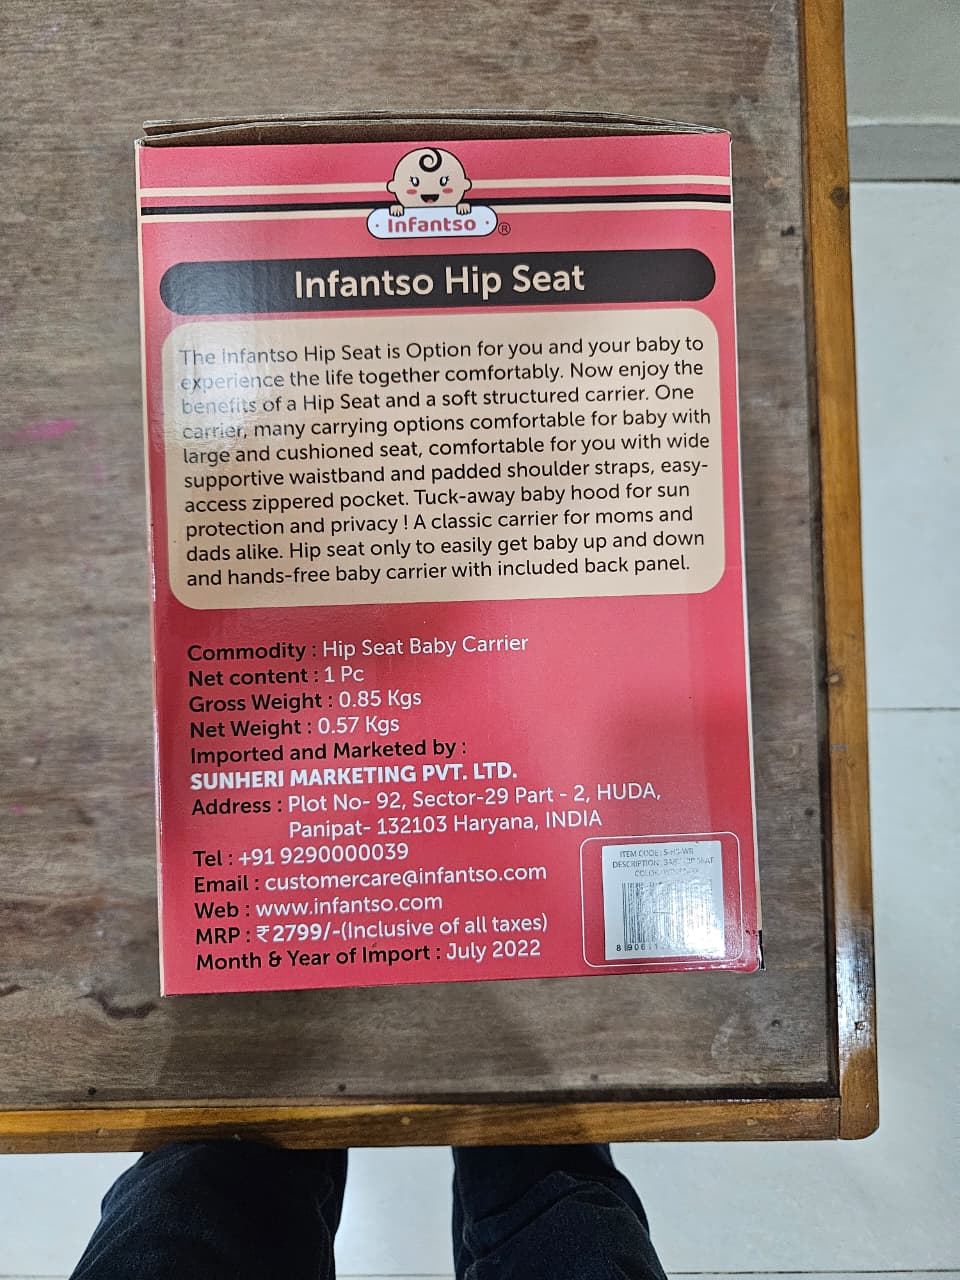 Infantso ®
Infantso Hip Seat
The Infantso Hip Seat is Option for you and your baby to
experience the life together comfortably. Now enjoy the
benefits of a Hip Seat and a soft structured carrier. One
carrier, many carrying options comfortable for baby with
large and cushioned seat, comfortable for you with wide
supportive waistband and padded shoulder straps, easy-
access zippered pocket. Tuck-away baby hood for sun
protection and privacy ! A classic carrier for moms and
dads alike. Hip seat only to easily get baby up and down
and hands-free baby carrier with included back panel.
Commodity : Hip Seat Baby Carrier
Net content : 1 Pc
Gross Weight : 0.85 Kgs
Net Weight : 0.57 Kgs
Imported and Marketed by :
SUNHERI MARKETING PVT. LTD.
Address : Plot No- 92, Sector-29 Part - 2, HUDA,
Panipat- 132103 Haryana, INDIA
Tel : +91 9290000039
Email : customercare@infantso.com
Web : www.infantso.com
MRP : ₹2799/-(Inclusive of all taxes)
Month & Year of Import : July 2022
ITEM CODE:
DESCRIPTION:
COLOR: